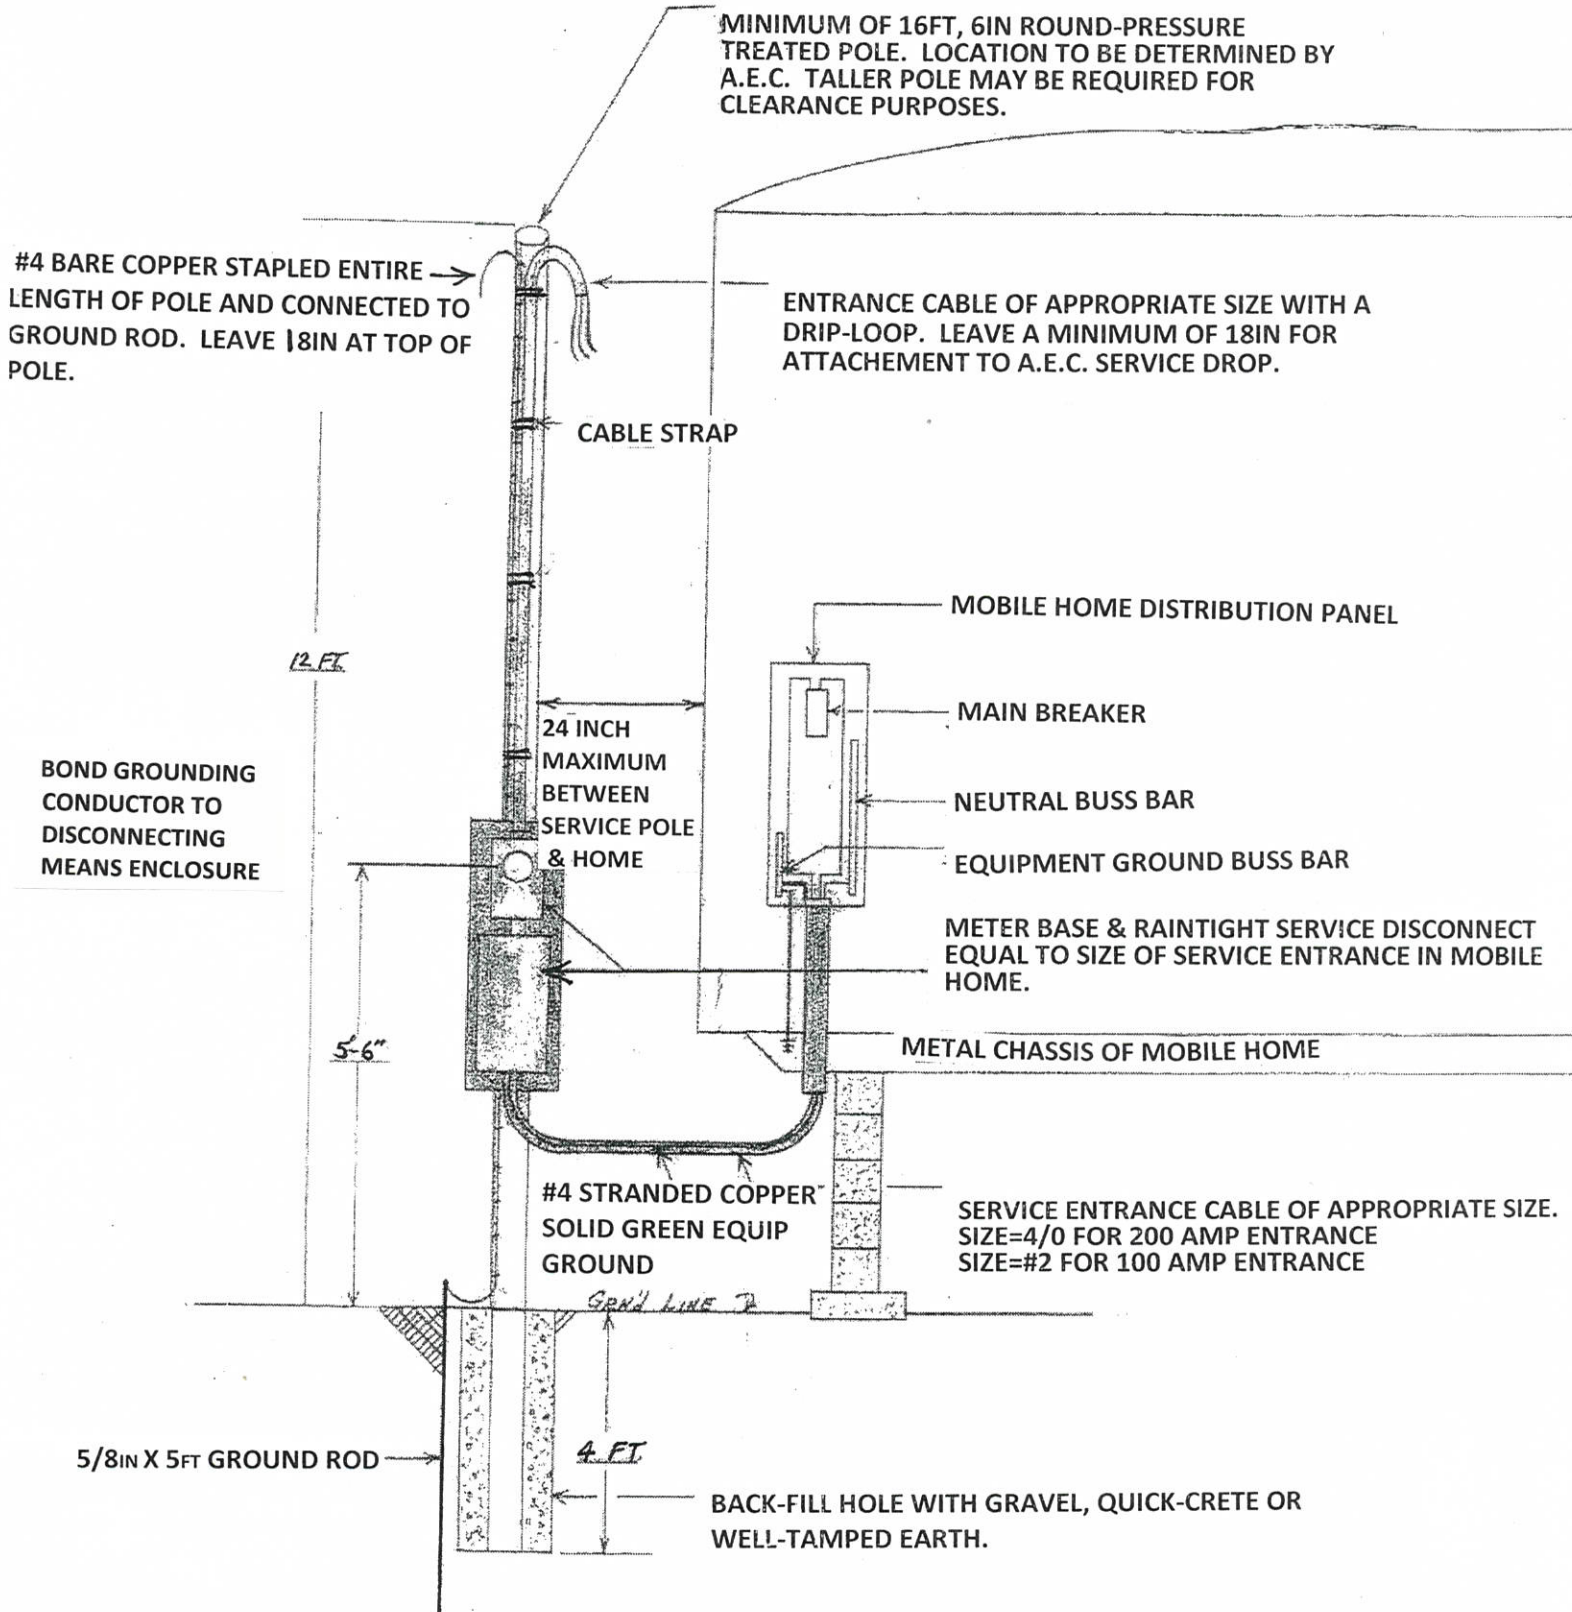 MINIMUM OF 16FT, 6IN ROUND-PRESSURE
TREATED POLE. LOCATION TO BE DETERMINED BY
A.E.C. TALLER POLE MAY BE REQUIRED FOR
CLEARANCE PURPOSES.
#4 BARE COPPER STAPLED ENTIRE
LENGTH OF POLE AND CONNECTED TO
GROUND ROD. LEAVE 18IN AT TOP OF
POLE.
ENTRANCE CABLE OF APPROPRIATE SIZE WITH A
DRIP-LOOP. LEAVE A MINIMUM OF 18IN FOR
ATTACHEMENT TO A.E.C. SERVICE DROP.
CABLE STRAP
MOBILE HOME DISTRIBUTION PANEL
12 FT.
MAIN BREAKER
24 INCH
MAXIMUM
BETWEEN
SERVICE POLE
& HOME
BOND GROUNDING
CONDUCTOR TO
DISCONNECTING
MEANS ENCLOSURE
NEUTRAL BUSS BAR
EQUIPMENT GROUND BUSS BAR
METER BASE & RAINTIGHT SERVICE DISCONNECT
EQUAL TO SIZE OF SERVICE ENTRANCE IN MOBILE
HOME.
5'-6"
METAL CHASSIS OF MOBILE HOME
#4 STRANDED COPPER
SOLID GREEN EQUIP
GROUND
SERVICE ENTRANCE CABLE OF APPROPRIATE SIZE.
SIZE=4/0 FOR 200 AMP ENTRANCE
SIZE=#2 FOR 100 AMP ENTRANCE
GRN'D LINE
4 FT.
5/8IN X 5FT GROUND ROD
BACK-FILL HOLE WITH GRAVEL, QUICK-CRETE OR
WELL-TAMPED EARTH.